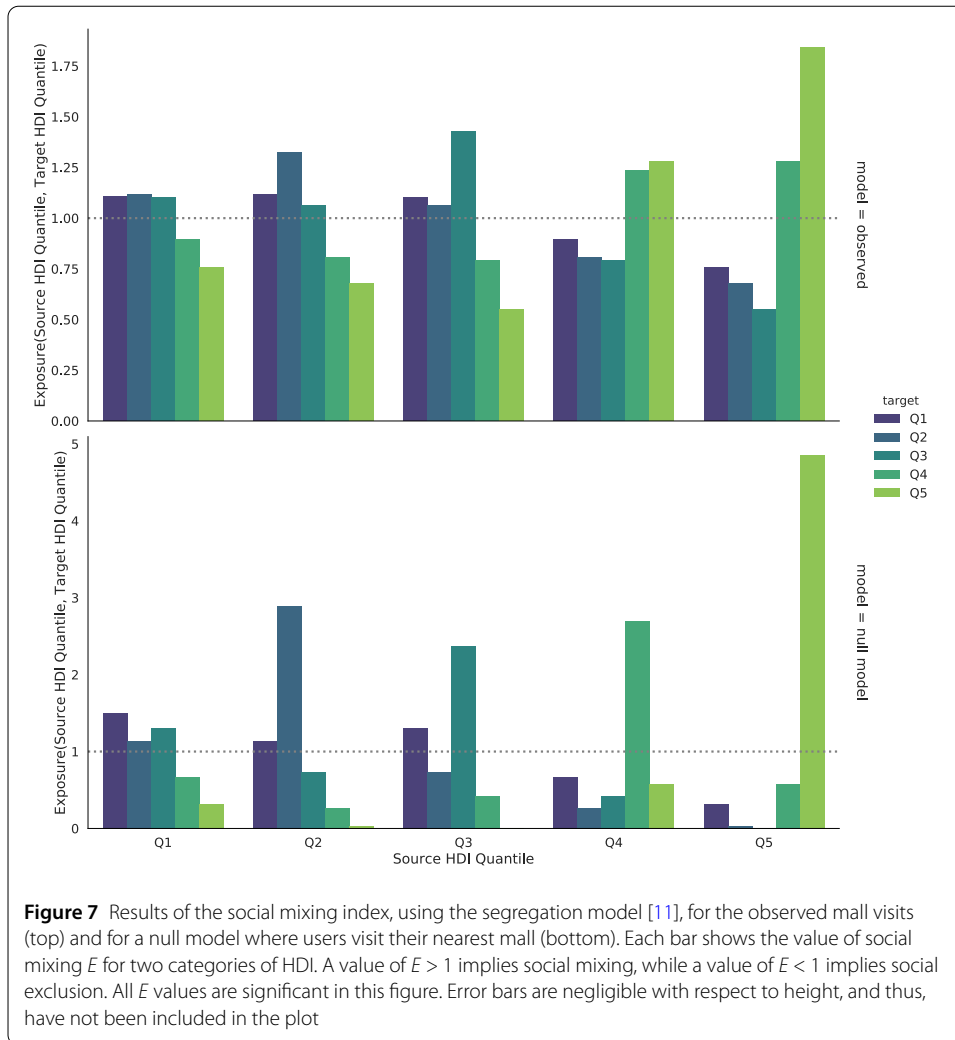 1.75
1.50
1.25
1.00
0.75
0.50
0.25
0.00
Exposure(Source HDI Quantile, Target HDI Quantile)
model = observed
target
Q1
Q2
Q3
Q4
Q5
5
4
3
2
1
0
Exposure(Source HDI Quantile, Target HDI Quantile)
model = null model
Q1 Q2 Q3 Q4 Q5
Source HDI Quantile
Figure 7 Results of the social mixing index, using the segregation model [11], for the observed mall visits
(top) and for a null model where users visit their nearest mall (bottom). Each bar shows the value of social
mixing E for two categories of HDI. A value of E > 1 implies social mixing, while a value of E < 1 implies social
exclusion. All E values are significant in this figure. Error bars are negligible with respect to height, and thus,
have not been included in the plot